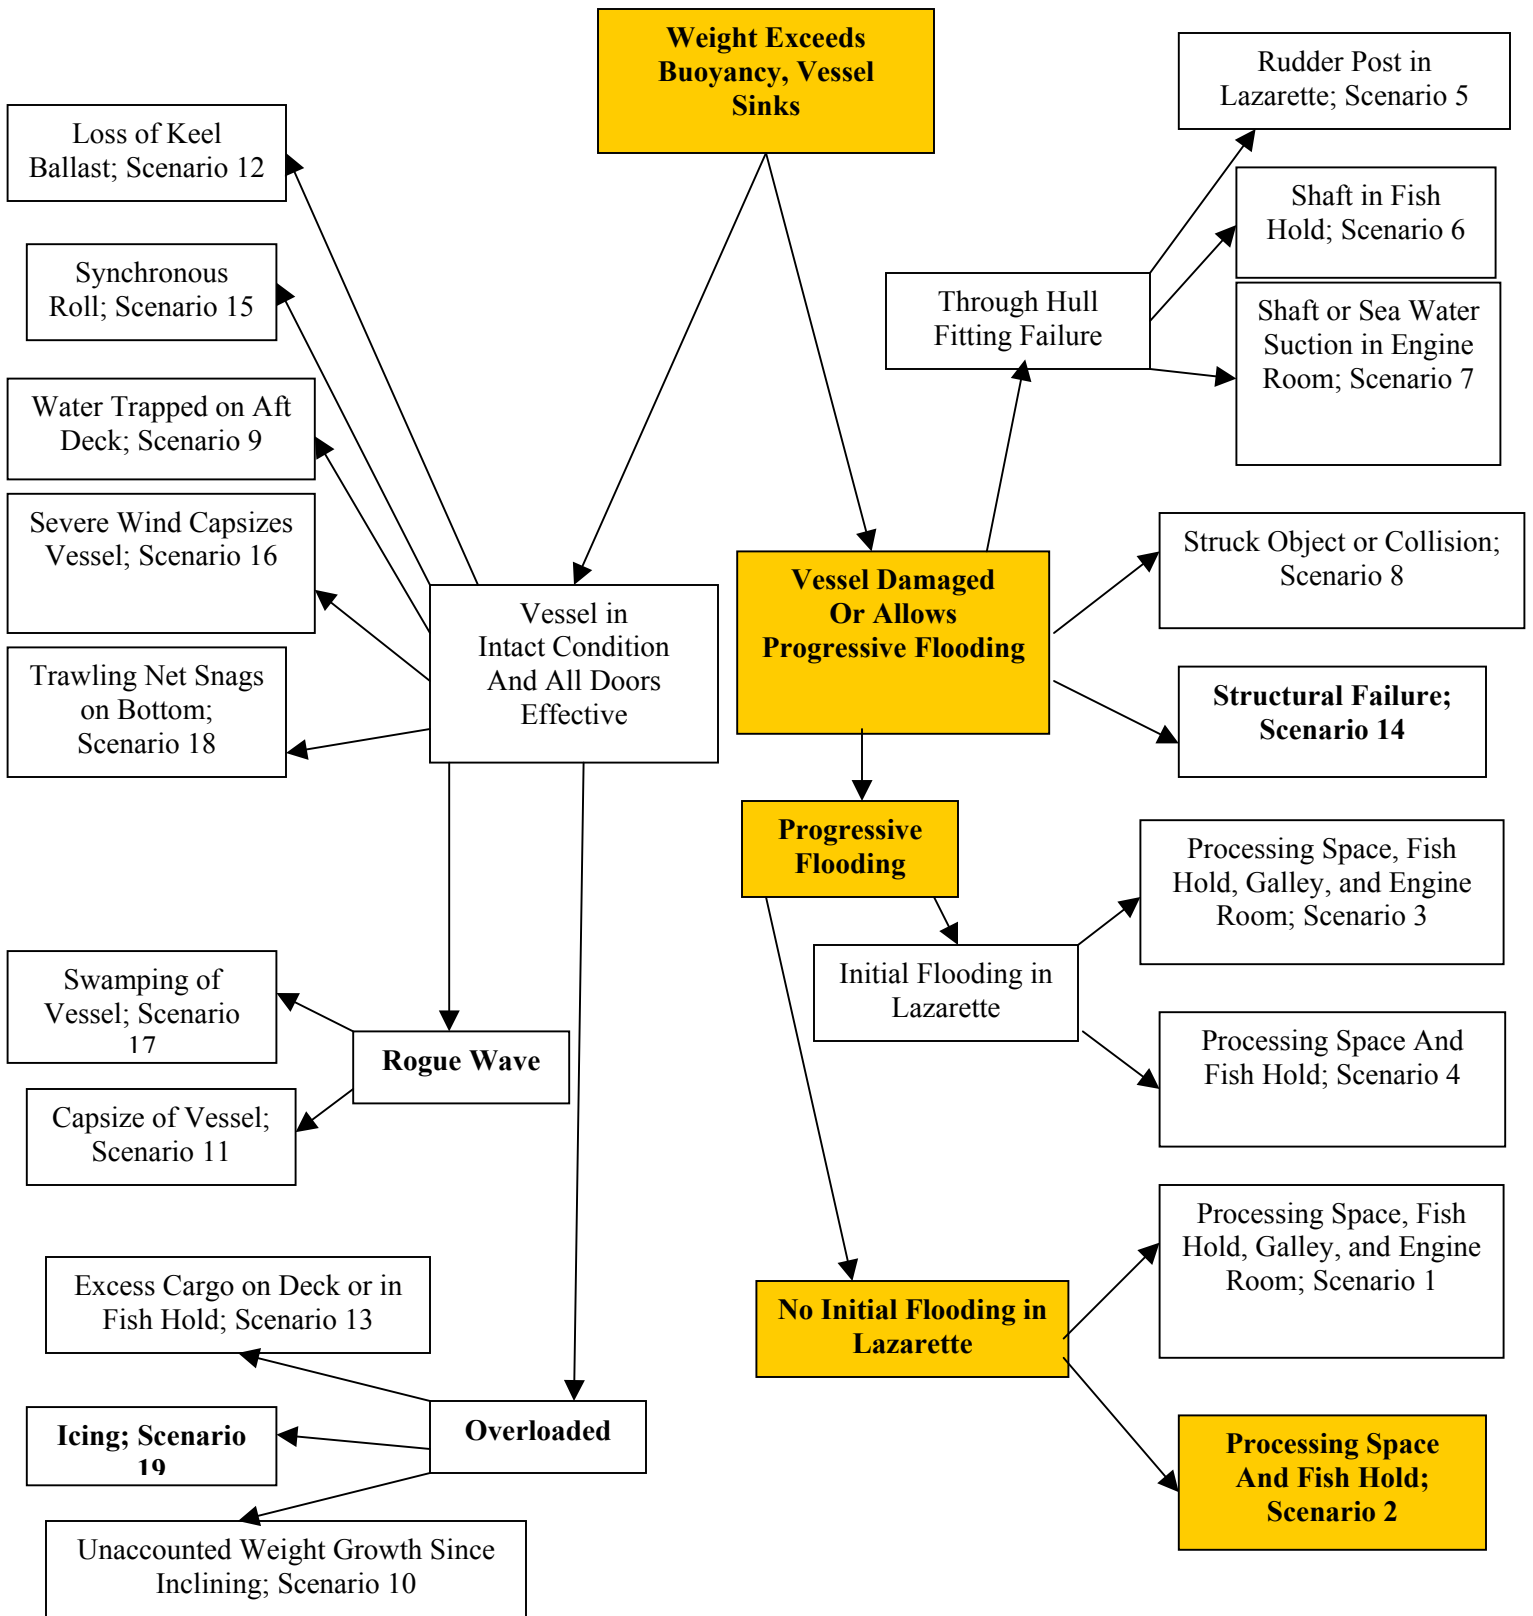 Weight Exceeds
Buoyancy, Vessel
Sinks
Rudder Post in
Lazarette; Scenario 5
Loss of Keel
Ballast; Scenario 12
Shaft in Fish
Hold; Scenario 6
Synchronous
Roll; Scenario 15
Through Hull
Fitting Failure
Shaft or Sea Water
Suction in Engine
Room; Scenario 7
Water Trapped on Aft
Deck; Scenario 9
Severe Wind Capsizes
Vessel; Scenario 16
Struck Object or Collision;
Scenario 8
Vessel in
Intact Condition
And All Doors
Effective
Vessel Damaged
Or Allows
Progressive Flooding
Trawling Net Snags
on Bottom;
Scenario 18
Structural Failure;
Scenario 14
Progressive
Flooding
Processing Space, Fish
Hold, Galley, and Engine
Room; Scenario 3
Initial Flooding in
Lazarette
Swamping of
Vessel; Scenario
17
Rogue Wave
Processing Space And
Fish Hold; Scenario 4
Capsize of Vessel;
Scenario 11
Processing Space, Fish
Hold, Galley, and Engine
Room; Scenario 1
Excess Cargo on Deck or in
Fish Hold; Scenario 13
No Initial Flooding in
Lazarette
Icing; Scenario
19
Overloaded
Processing Space
And Fish Hold;
Scenario 2
Unaccounted Weight Growth Since
Inclining; Scenario 10